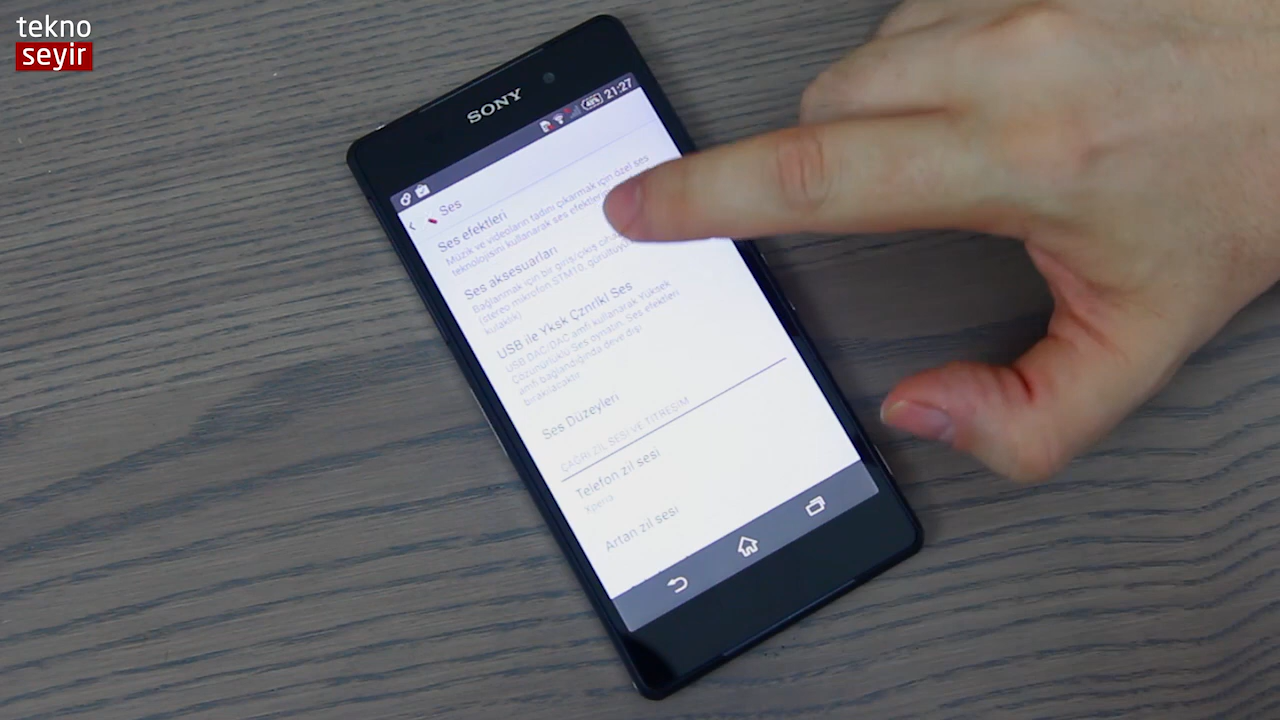 tekno
seyir
SONY
48% 21:27
Ses
Ses efektleri
Müzik ve videoların tadını çıkarmak için özel ses
teknolojisini kullanarak ses efektlerini
Ses aksesuarları
Bağlanmak için bir giriş/çıkış
(stereo mikrofon STM10, gürültüyü
kulaklık)
USB ile Yksk Çznrlkl Ses
USB DAC/DAC amfi kullanarak Yüksek
Çözünürlüklü Ses oynatın. Ses efektleri
amfi bağlandığında devre dışı
bırakılacaktır.
Ses Düzeyleri
ÇAĞRI ZİL SESİ VE TİTREŞİM
Telefon zil sesi
Xperia
Artan zil sesi